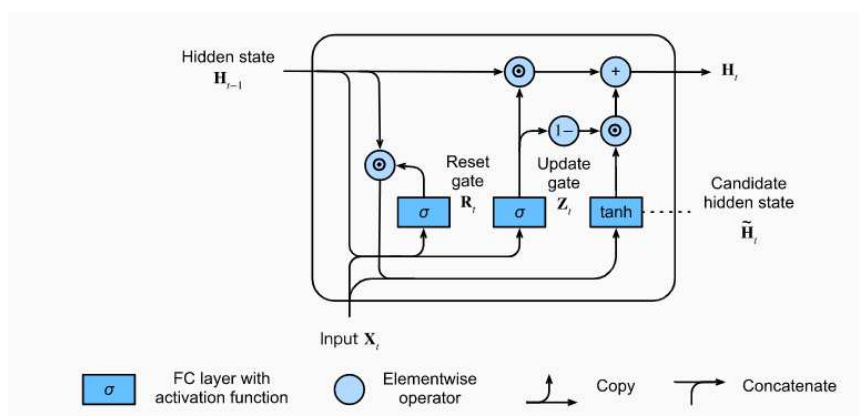 Hidden state
H_{t-1}
+
H_t
1−
Reset
gate
R_t
Update
gate
Z_t
σ
σ
tanh
Candidate
hidden state
H̃_t
Input X_t
σ
FC layer with
activation function
Elementwise
operator
Copy
Concatenate